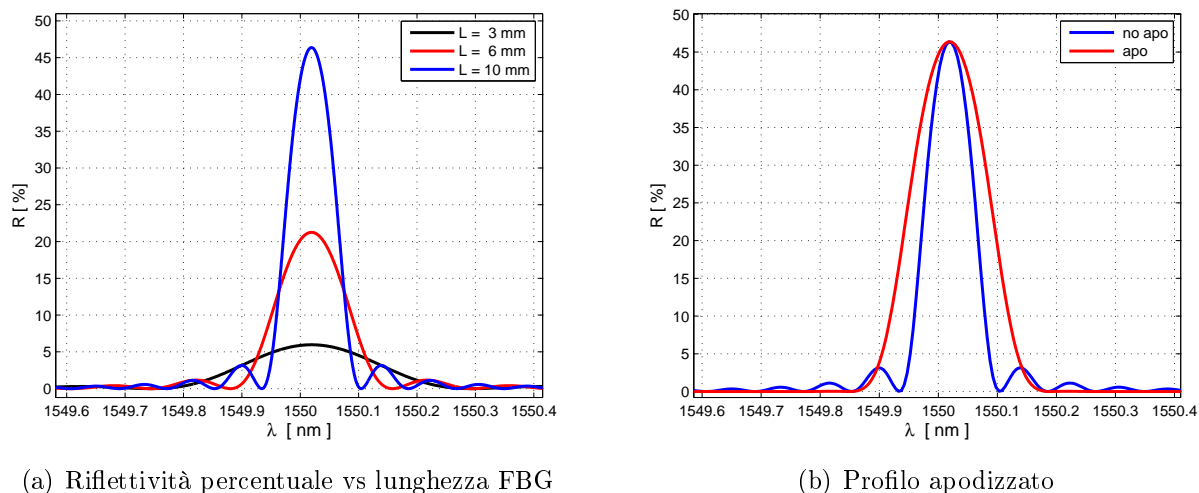 50
45
40
35
30
25
20
15
10
5
0
R [ %]
L = 3 mm
L = 6 mm
L = 10 mm
1549.6 1549.7 1549.8 1549.9 1550 1550.1 1550.2 1550.3 1550.4
λ [ nm ]
(a) Riflettività percentuale vs lunghezza FBG
50
45
40
35
30
25
20
15
10
5
0
R [ %]
no apo
apo
1549.6 1549.7 1549.8 1549.9 1550 1550.1 1550.2 1550.3 1550.4
λ [ nm ]
(b) Profilo apodizzato